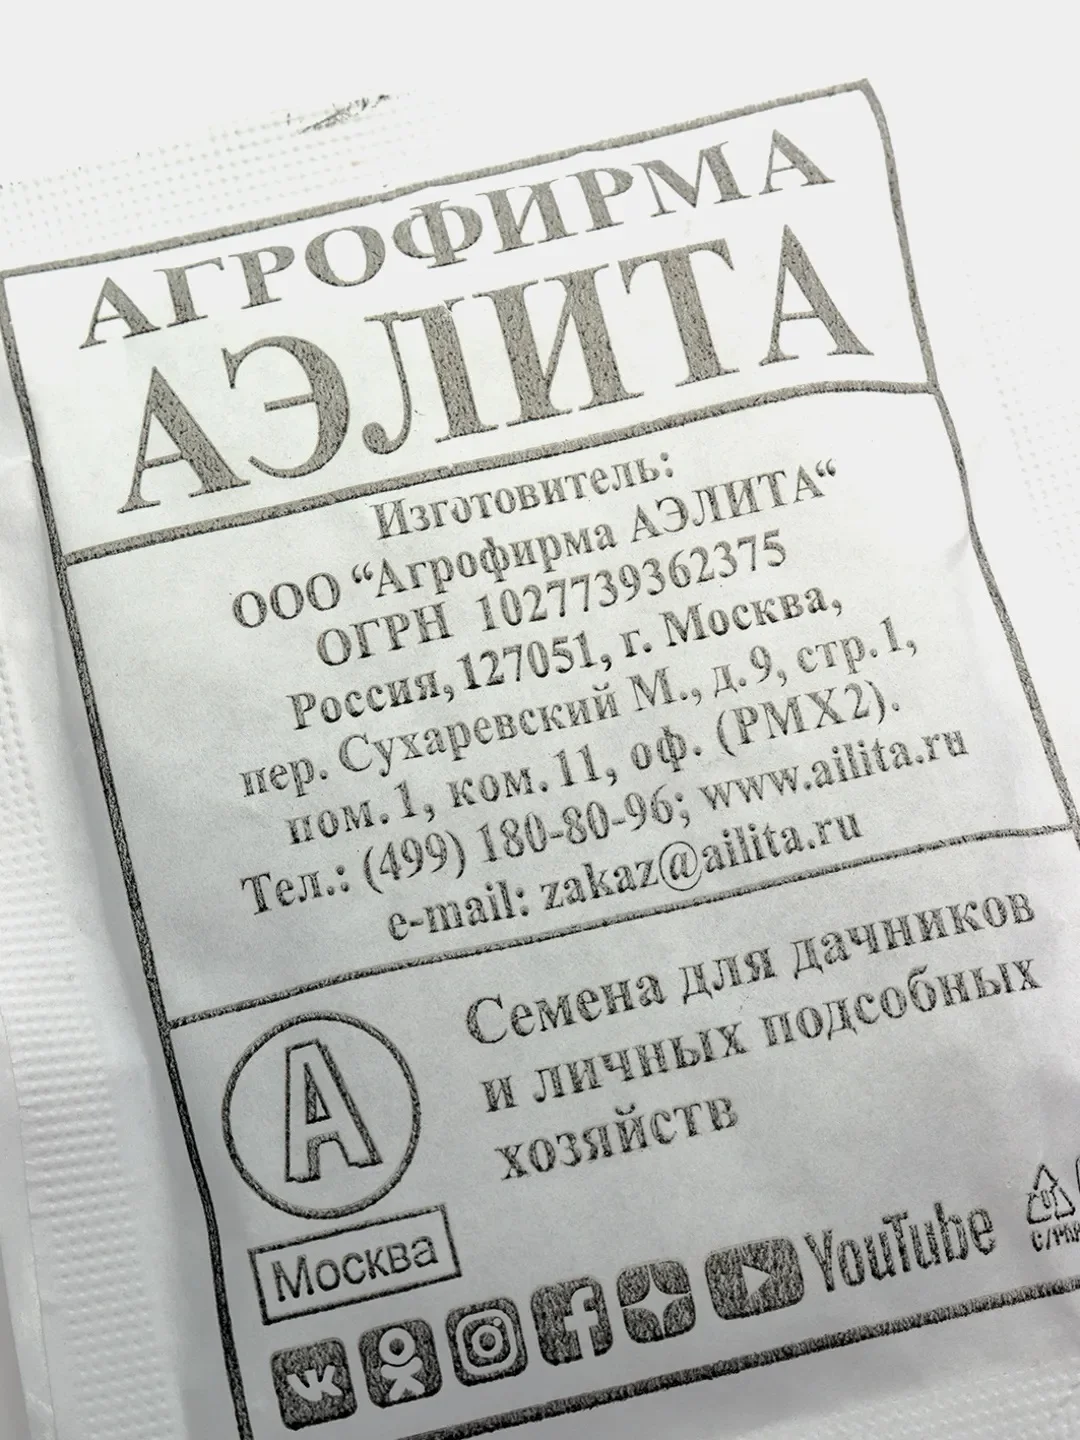 АГРОФИРМА
АЭЛИТА
Изготовитель:
ООО “Агрофирма АЭЛИТА“
ОГРН 1027739362375
Россия, 127051, г. Москва,
пер. Сухаревский М., д.9, стр.1,
пом.1, ком.11, оф. (РМХ2).
Тел.: (499) 180-80-96; www.ailita.ru
e-mail: zakaz@ailita.ru
Семена для дачников
и личных подсобных
хозяйств
А
Москва
YouTube